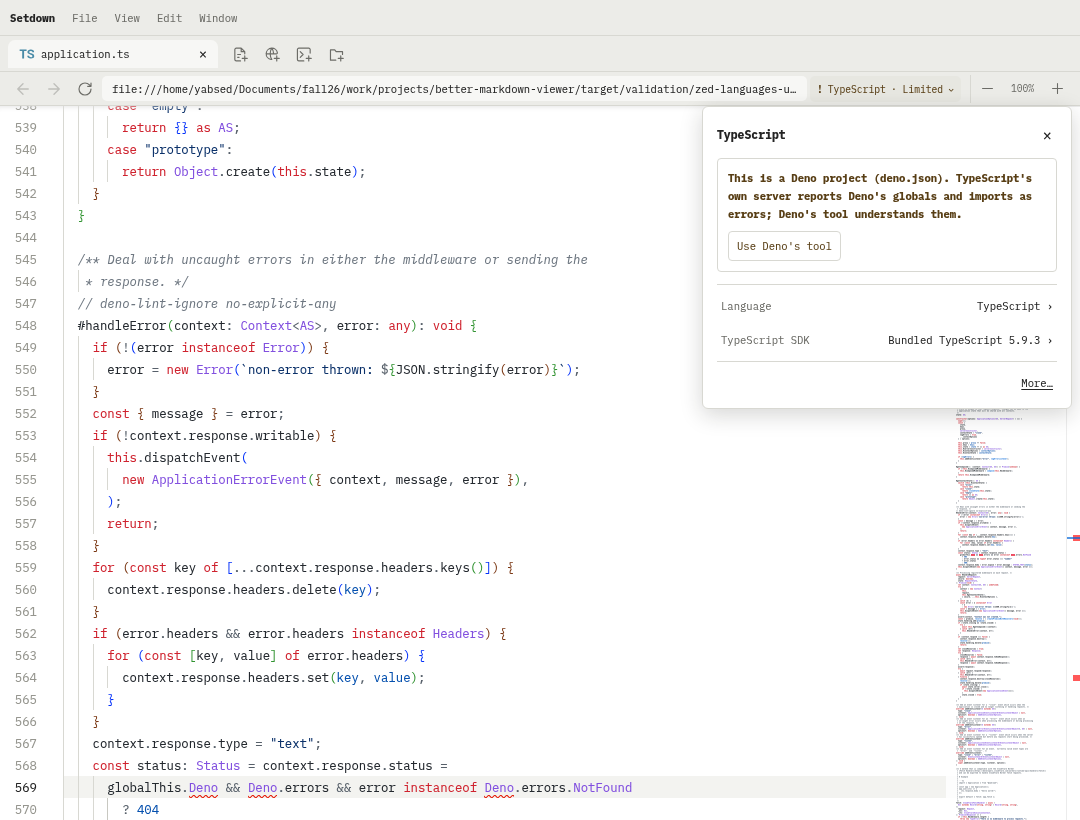 Setdown File View Edit Window
TS application.ts ×
file:///home/yabsed/Documents/fall26/work/projects/better-markdown-viewer/target/validation/zed-languages-u… ! TypeScript · Limited 100%
538 case "empty":
539 return {} as AS;
540 case "prototype":
541 return Object.create(this.state);
542 }
543 }
544
545 /** Deal with uncaught errors in either the middleware or sending the
546 * response. */
547 // deno-lint-ignore no-explicit-any
548 #handleError(context: Context<AS>, error: any): void {
549 if (!(error instanceof Error)) {
550 error = new Error(`non-error thrown: ${JSON.stringify(error)}`);
551 }
552 const { message } = error;
553 if (!context.response.writable) {
554 this.dispatchEvent(
555 new ApplicationErrorEvent({ context, message, error }),
556 );
557 return;
558 }
559 for (const key of [...context.response.headers.keys()]) {
560 context.response.headers.delete(key);
561 }
562 if (error.headers && error.headers instanceof Headers) {
563 for (const [key, value] of error.headers) {
564 context.response.headers.set(key, value);
565 }
566 }
567 context.response.type = "text";
568 const status: Status = context.response.status =
569 globalThis.Deno && Deno.errors && error instanceof Deno.errors.NotFound
570 ? 404
TypeScript ×
This is a Deno project (deno.json). TypeScript's
own server reports Deno's globals and imports as
errors; Deno's tool understands them.
Use Deno's tool
Language TypeScript ›
TypeScript SDK Bundled TypeScript 5.9.3 ›
More…